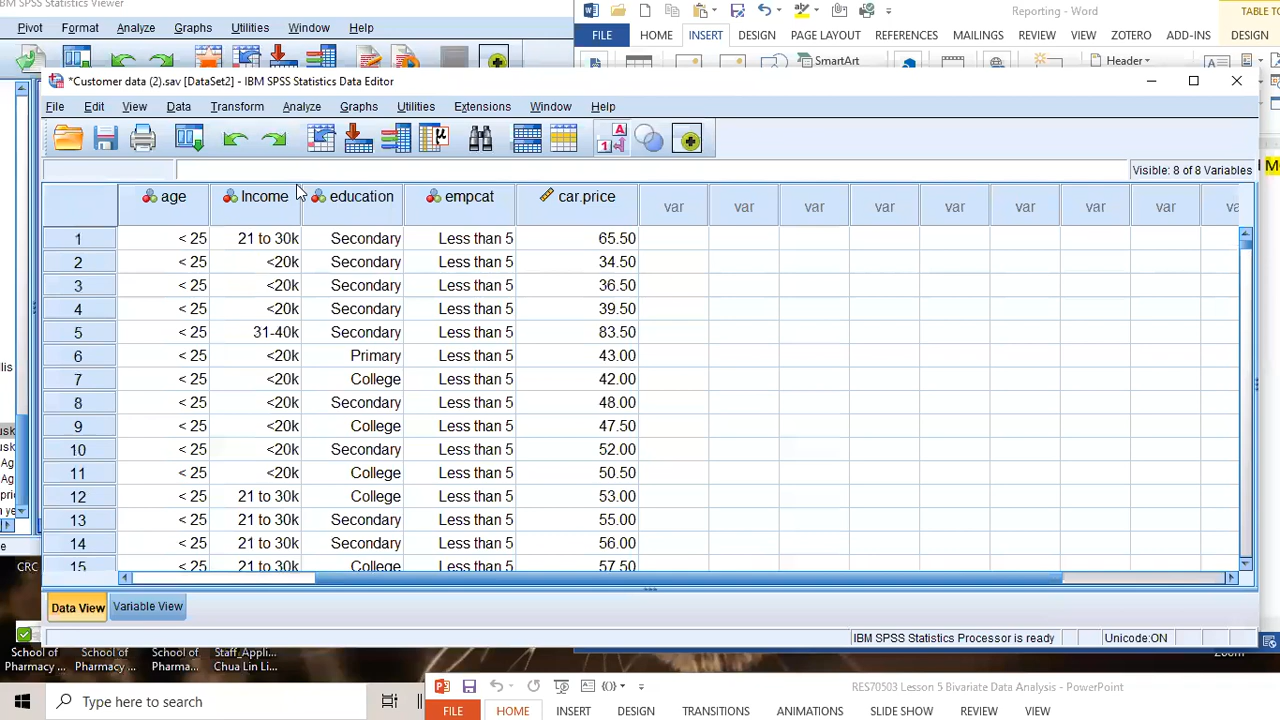 IBM SPSS Statistics Viewer
Pivot Format Analyze Graphs Utilities Window Help
Reporting - Word
TABLE TO
FILE HOME INSERT DESIGN PAGE LAYOUT REFERENCES MAILINGS REVIEW VIEW ZOTERO ADD-INS DESIGN
SmartArt
Header
*Customer data (2).sav [DataSet2] - IBM SPSS Statistics Data Editor
File Edit View Data Transform Analyze Graphs Utilities Extensions Window Help
Visible: 8 of 8 Variables
age Income education empcat car.price var var var var var var var var va
1 < 25 21 to 30k Secondary Less than 5 65.50
2 < 25 <20k Secondary Less than 5 34.50
3 < 25 <20k Secondary Less than 5 36.50
4 < 25 <20k Secondary Less than 5 39.50
5 < 25 31-40k Secondary Less than 5 83.50
6 < 25 <20k Primary Less than 5 43.00
7 < 25 <20k College Less than 5 42.00
8 < 25 <20k Secondary Less than 5 48.00
9 < 25 <20k College Less than 5 47.50
10 < 25 <20k Secondary Less than 5 52.00
11 < 25 <20k College Less than 5 50.50
12 < 25 21 to 30k College Less than 5 53.00
13 < 25 21 to 30k Secondary Less than 5 55.00
14 < 25 21 to 30k Secondary Less than 5 56.00
15 < 25 21 to 30k College Less than 5 57.50
Data View Variable View
IBM SPSS Statistics Processor is ready Unicode:ON
CRC
School of Pharmacy ...
School of Pharmacy ...
School of Pharma...
Staff_Appli... Chua Lin Li...
Type here to search
RES70503 Lesson 5 Bivariate Data Analysis - PowerPoint
FILE HOME INSERT DESIGN TRANSITIONS ANIMATIONS SLIDE SHOW REVIEW VIEW